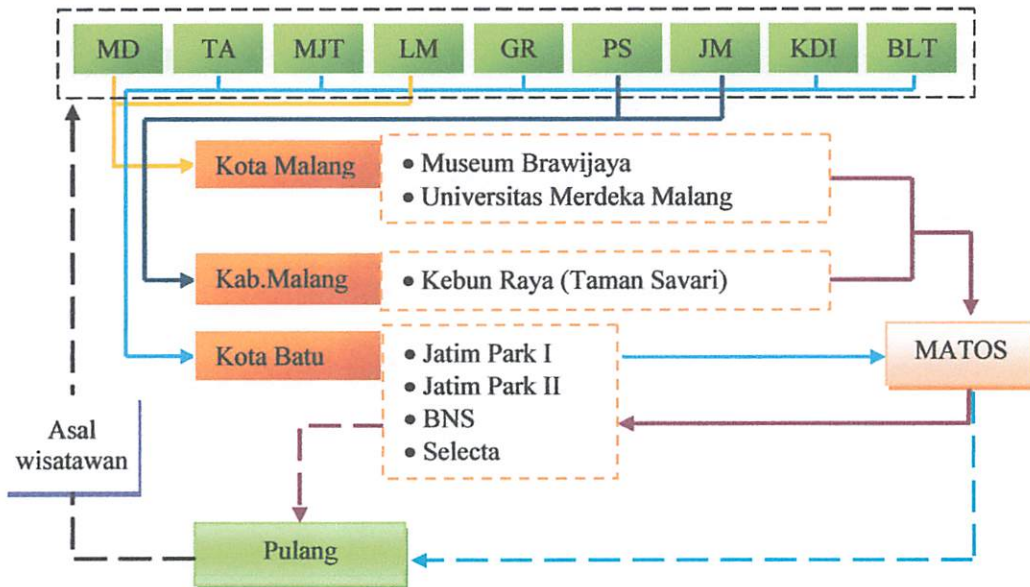 MD TA MJT LM GR PS JM KDI BLT
Kota Malang
• Museum Brawijaya
• Universitas Merdeka Malang
Kab.Malang
• Kebun Raya (Taman Savari)
Kota Batu
• Jatim Park I
• Jatim Park II
• BNS
• Selecta
MATOS
Asal
wisatawan
Pulang